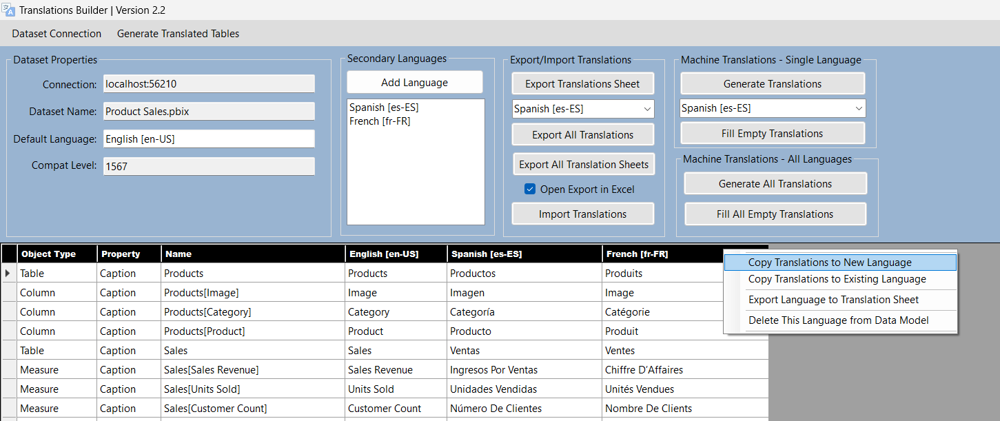 Translations Builder | Version 2.2
Dataset Connection Generate Translated Tables
Dataset Properties
Connection: localhost:56210
Dataset Name: Product Sales.pbix
Default Language: English [en-US]
Compat Level: 1567
Secondary Languages
Add Language
Spanish [es-ES]
French [fr-FR]
Export/Import Translations
Export Translations Sheet
Spanish [es-ES]
Export All Translations
Export All Translation Sheets
Open Export in Excel
Import Translations
Machine Translations - Single Language
Generate Translations
Spanish [es-ES]
Fill Empty Translations
Machine Translations - All Languages
Generate All Translations
Fill All Empty Translations
Object Type Property Name English [en-US] Spanish [es-ES] French [fr-FR]
Table Caption Products Products Productos Produits
Column Caption Products[Image] Image Imagen Image
Column Caption Products[Category] Category Categoría Catégorie
Column Caption Products[Product] Product Producto Produit
Table Caption Sales Sales Ventas Ventes
Measure Caption Sales[Sales Revenue] Sales Revenue Ingresos Por Ventas Chiffre D'Affaires
Measure Caption Sales[Units Sold] Units Sold Unidades Vendidas Unités Vendues
Measure Caption Sales[Customer Count] Customer Count Número De Clientes Nombre De Clients
Copy Translations to New Language
Copy Translations to Existing Language
Export Language to Translation Sheet
Delete This Language from Data Model